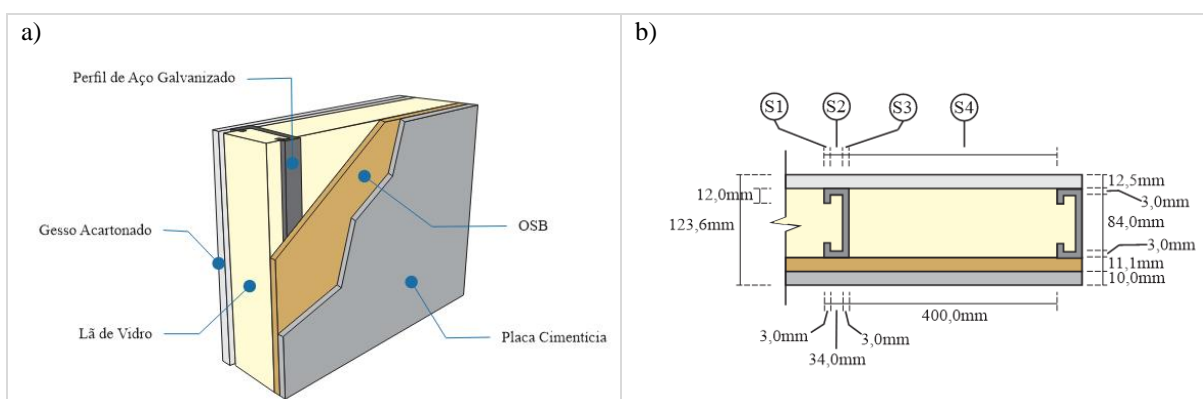 a)
Perfil de Aço Galvanizado
Gesso Acartonado
Lã de Vidro
OSB
Placa Cimentícia
b)
S1 S2 S3 S4
12,0mm
123,6mm
12,5mm
3,0mm
84,0mm
3,0mm
11,1mm
10,0mm
400,0mm
3,0mm 3,0mm
34,0mm